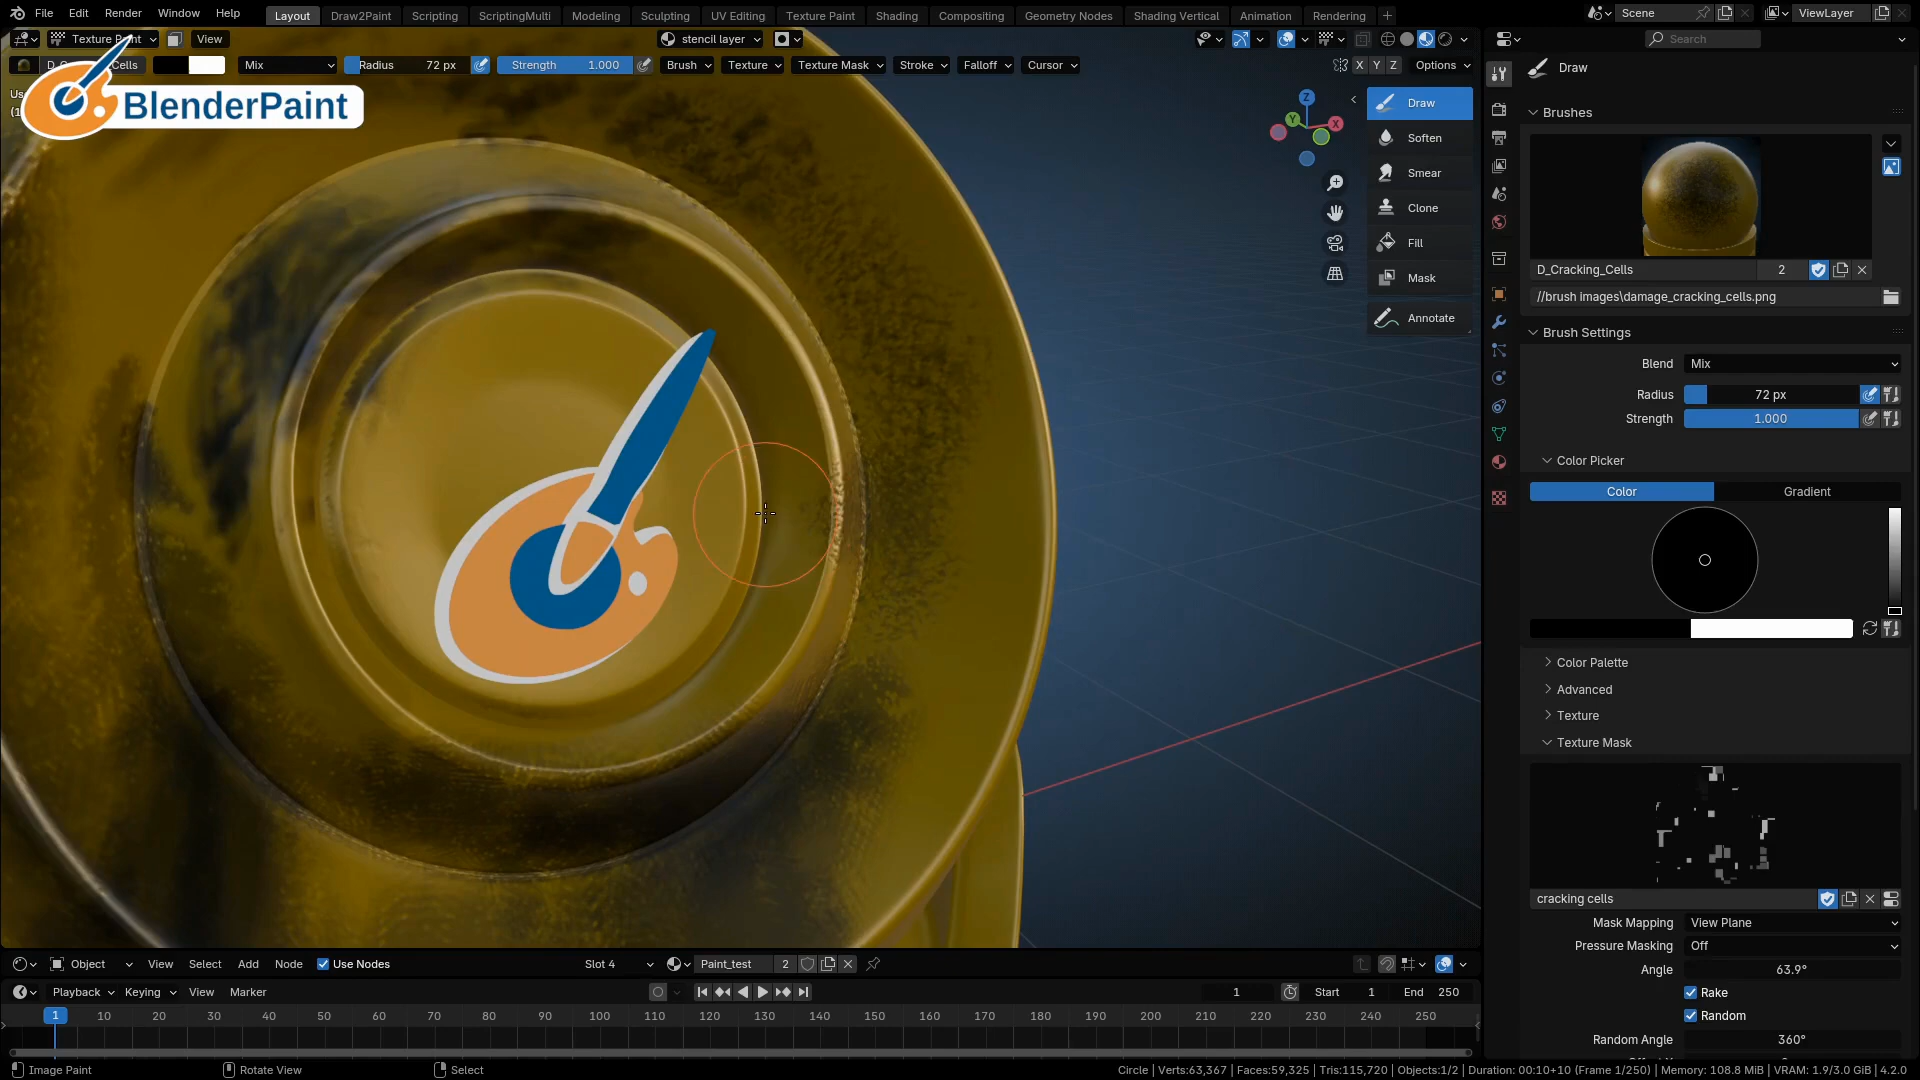 File Edit Render Window Help Layout Draw2Paint Scripting ScriptingMulti Modeling Sculpting UV Editing Texture Paint Shading Compositing Geometry Nodes Shading Vertical Animation Rendering + Scene ViewLayer
View stencil layer Search
Cells Mix Radius 72 px Strength 1.000 Brush Texture Texture Mask Stroke Falloff Cursor X Y Z Options
BlenderPaint
Z
Y X
Draw
Soften
Smear
Clone
Fill
Mask
Annotate
Draw
Brushes
D_Cracking_Cells 2
//brush images\damage_cracking_cells.png
Brush Settings
Blend Mix
Radius 72 px
Strength 1.000
Color Picker
Color Gradient
Color Palette
Advanced
Texture
Texture Mask
cracking cells
Mask Mapping View Plane
Pressure Masking Off
Angle 63.9°
Rake
Random
Random Angle 360°
Object View Select Add Node Use Nodes Slot 4 Paint_test 2
Playback Keying View Marker 1 Start 1 End 250
1 10 20 30 40 50 60 70 80 90 100 110 120 130 140 150 160 170 180 190 200 210 220 230 240 250
Image Paint Rotate View Select Circle | Verts:63,367 | Faces:59,325 | Tris:115,720 | Objects:1/2 | Duration: 00:10+10 (Frame 1/250) | Memory: 108.8 MiB | VRAM: 1.9/3.0 GiB | 4.2.0